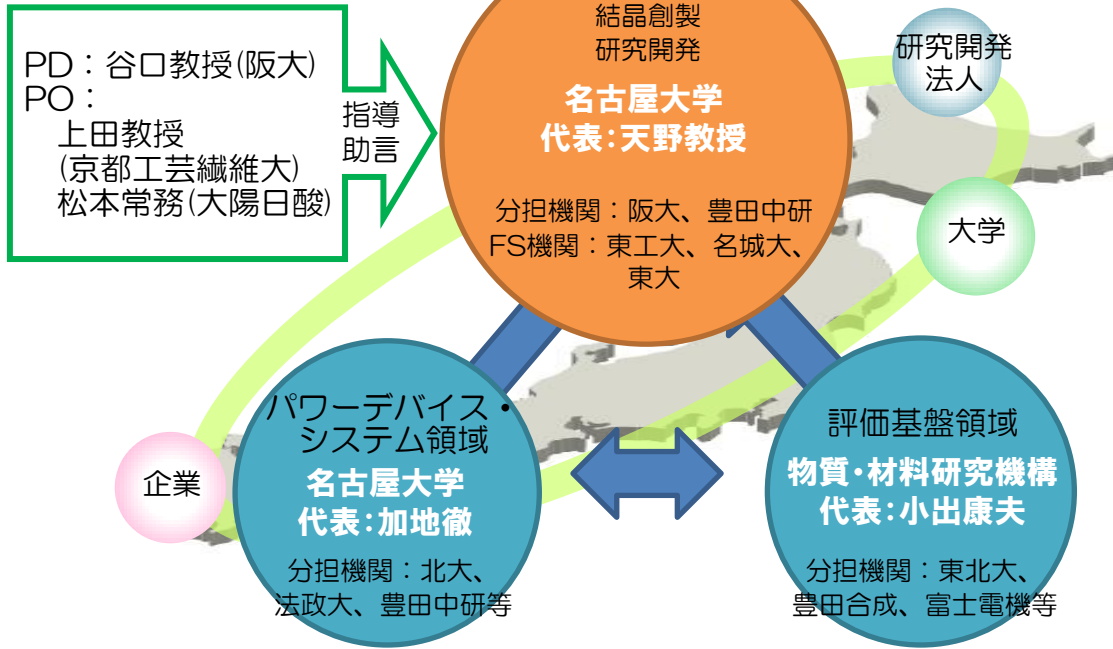 PD：谷口教授(阪大)
PO：
上田教授
(京都工芸繊維大)
松本常務(大陽日酸)
指導
助言
結晶創製
研究開発
名古屋大学
代表：天野教授
分担機関：阪大、豊田中研
FS機関：東工大、名城大、
東大
研究開発
法人
大学
企業
パワーデバイス・
システム領域
名古屋大学
代表：加地徹
分担機関：北大、
法政大、豊田中研等
評価基盤領域
物質・材料研究機構
代表：小出康夫
分担機関：東北大、
豊田合成、富士電機等